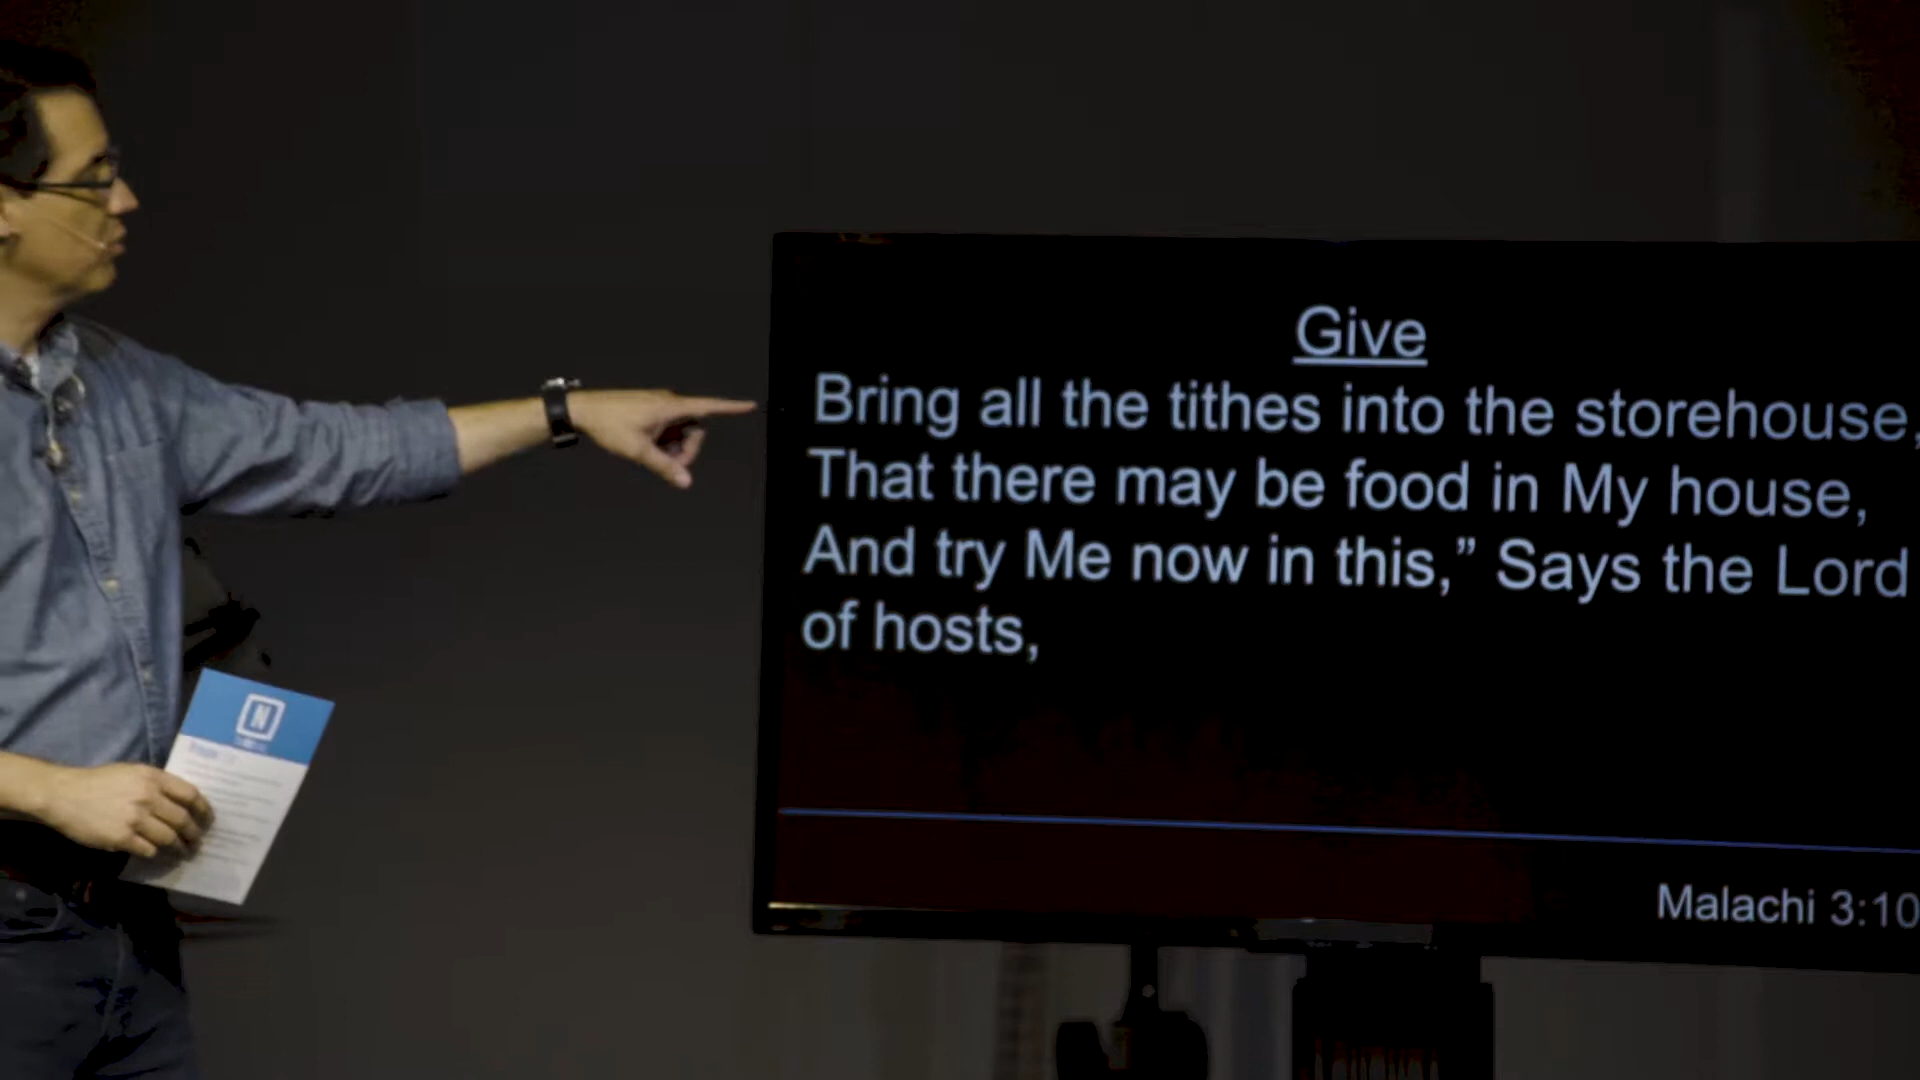 Give
Bring all the tithes into the storehouse,
That there may be food in My house,
And try Me now in this,” Says the Lord
of hosts,
Malachi 3:10
N